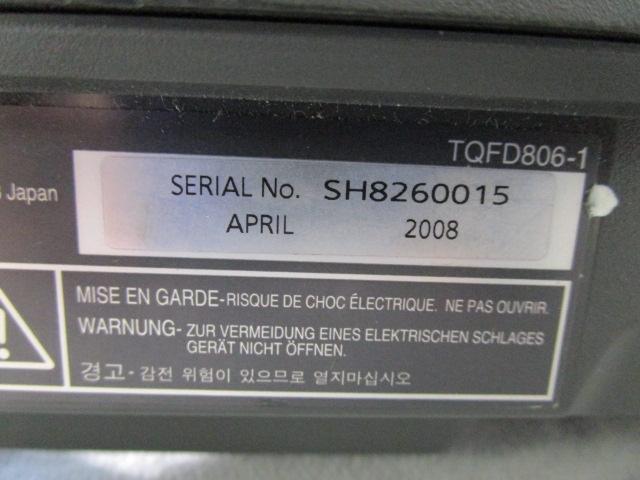 TQFD806-1
Japan
SERIAL No. SH8260015
APRIL 2008
MISE EN GARDE-RISQUE DE CHOC ÉLECTRIQUE. NE PAS OUVRIR.
WARNUNG- ZUR VERMEIDUNG EINES ELEKTRISCHEN SCHLAGES
GERÄT NICHT ÖFFNEN.
경고-감전 위험이 있으므로 열지마십시오